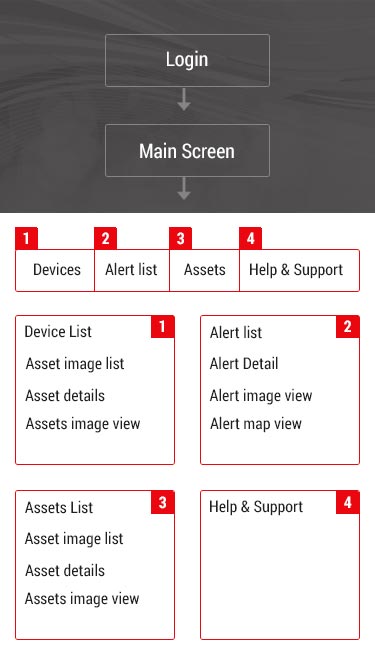 Login
Main Screen
1
2
3
4
Devices
Alert list
Assets
Help & Support
Device List
1
Asset image list
Asset details
Assets image view
Alert list
2
Alert Detail
Alert image view
Alert map view
Assets List
3
Asset image list
Asset details
Assets image view
Help & Support
4